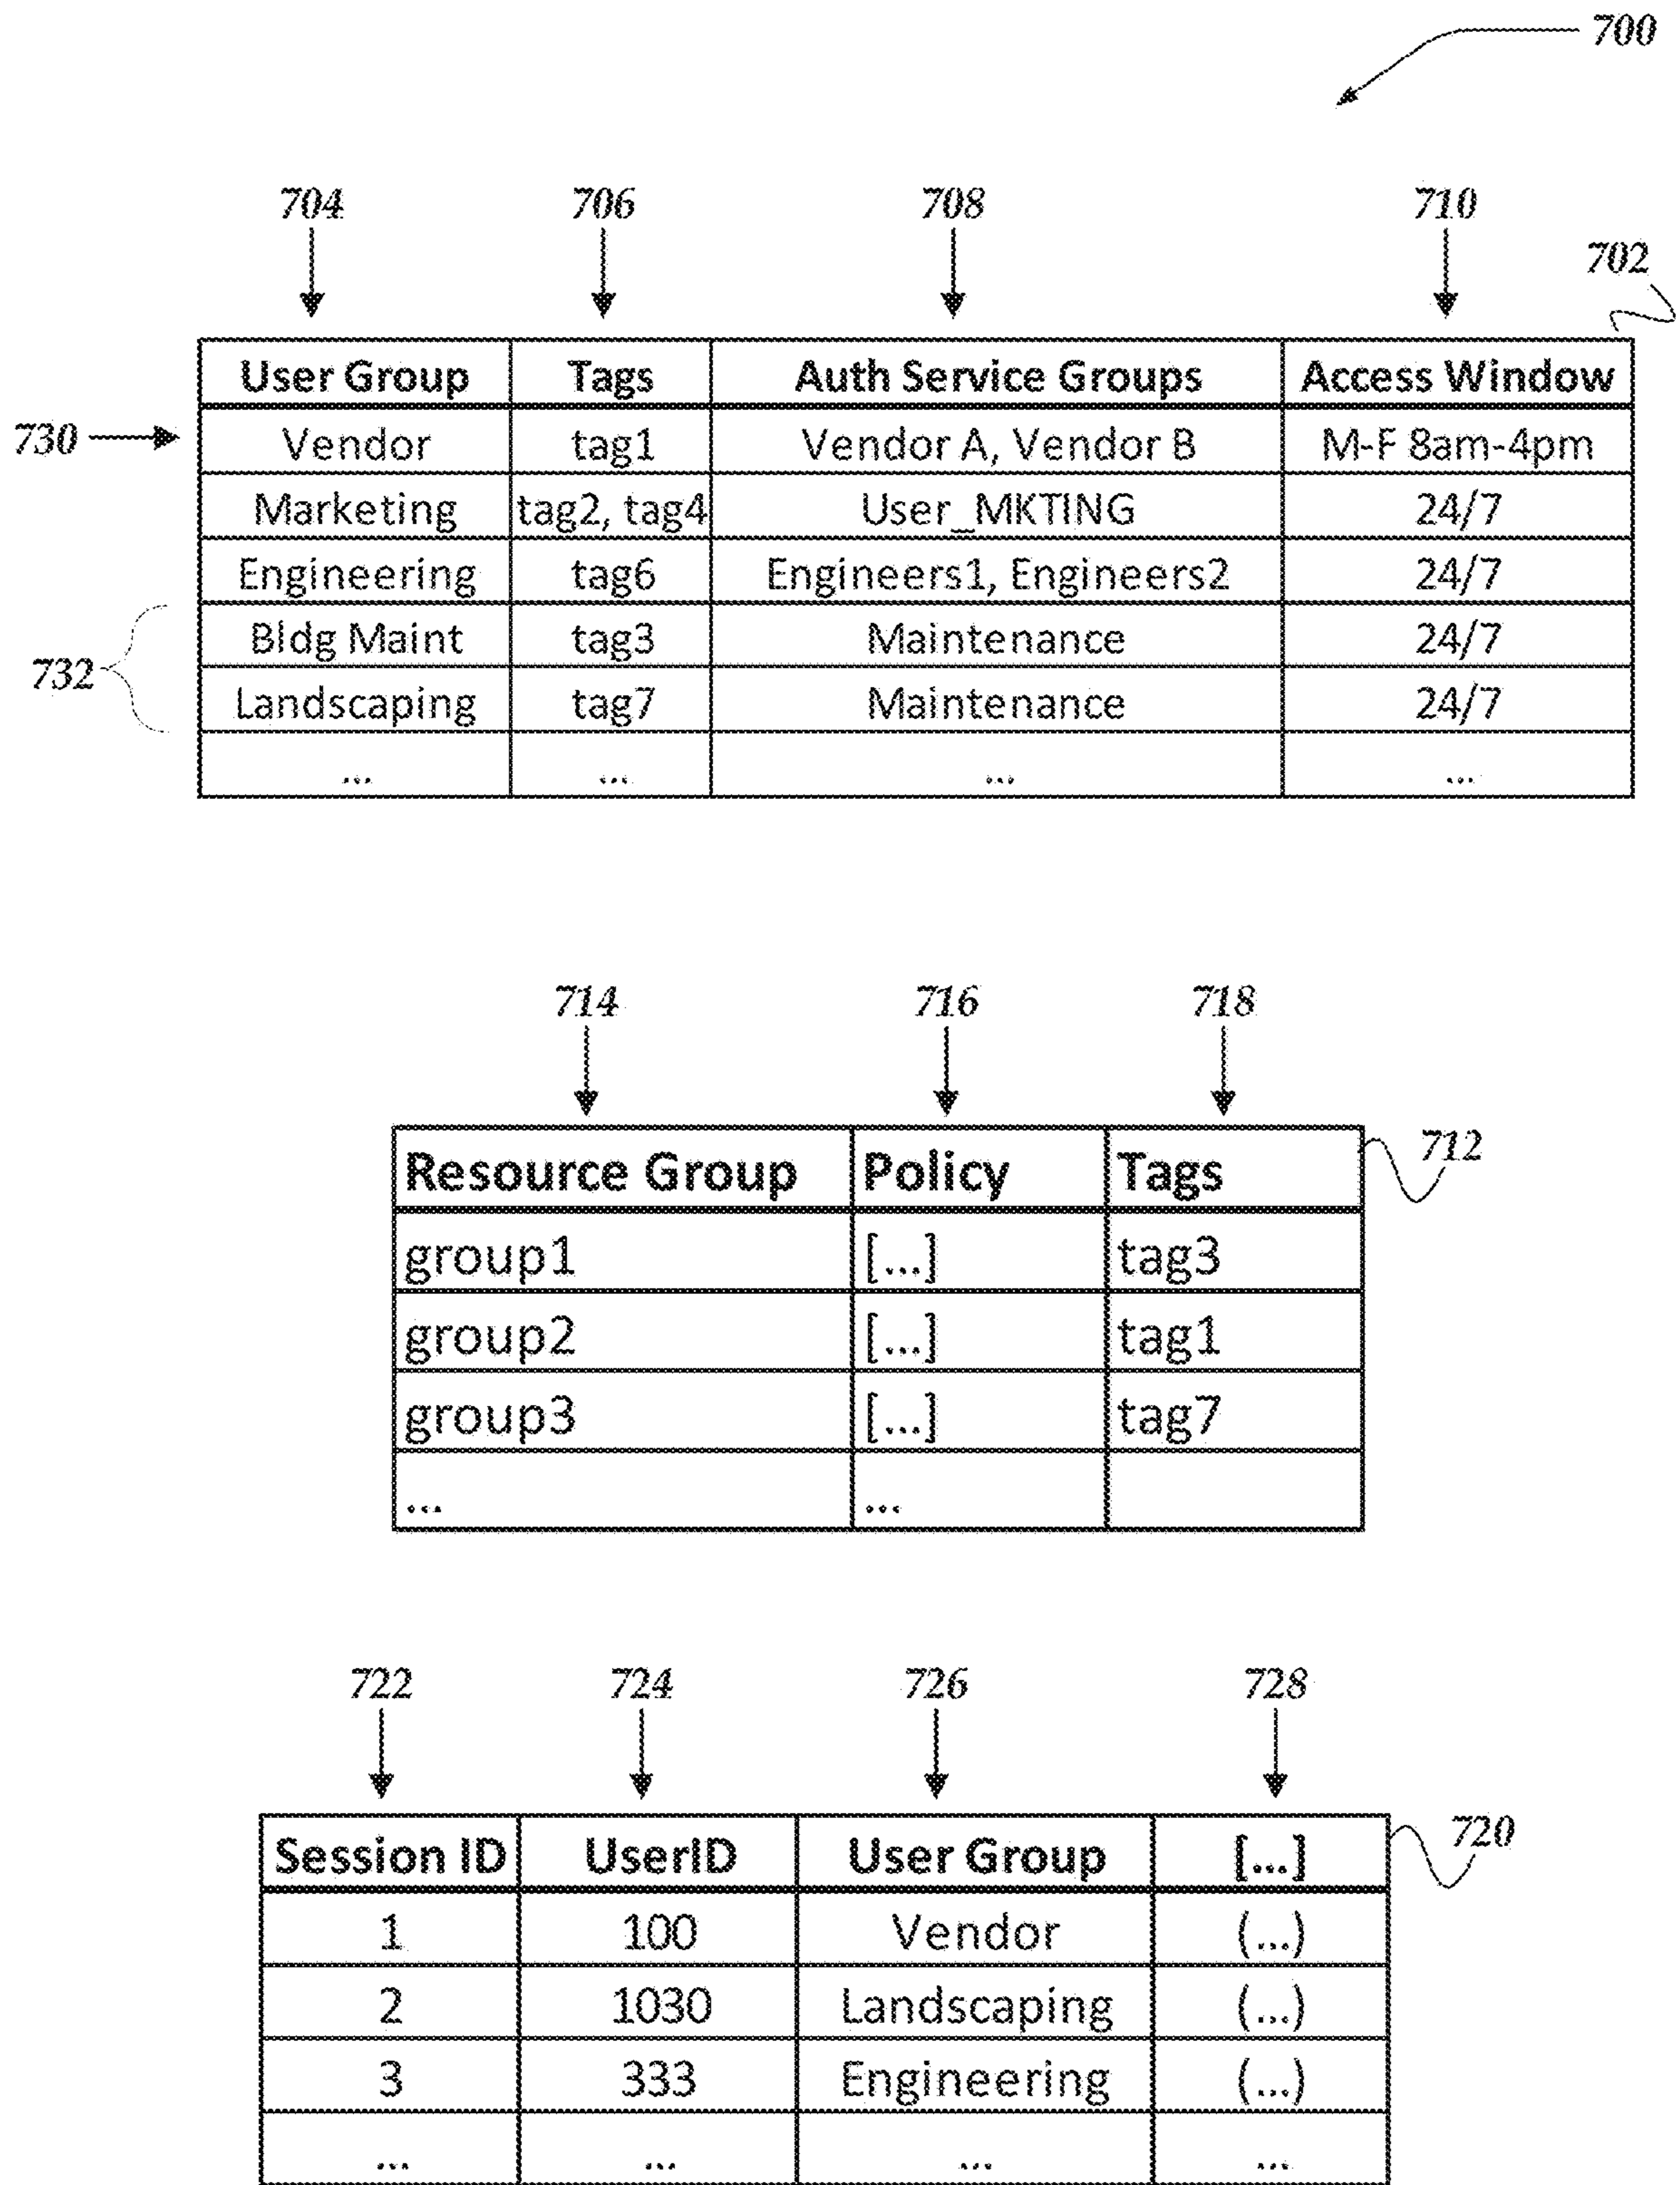 700
704 706 708 710
702
User Group Tags Auth Service Groups Access Window
730 Vendor tag1 Vendor A, Vendor B M-F 8am-4pm
Marketing tag2, tag4 User_MKTING 24/7
Engineering tag6 Engineers1, Engineers2 24/7
732
Bldg Maint tag3 Maintenance 24/7
Landscaping tag7 Maintenance 24/7
... ... ... ...
714 716 718
712
Resource Group Policy Tags
group1 [...] tag3
group2 [...] tag1
group3 [...] tag7
... ...
722 724 726 728
720
Session ID UserID User Group [...]
1 100 Vendor (...)
2 1030 Landscaping (...)
3 333 Engineering (...)
... ... ... ...